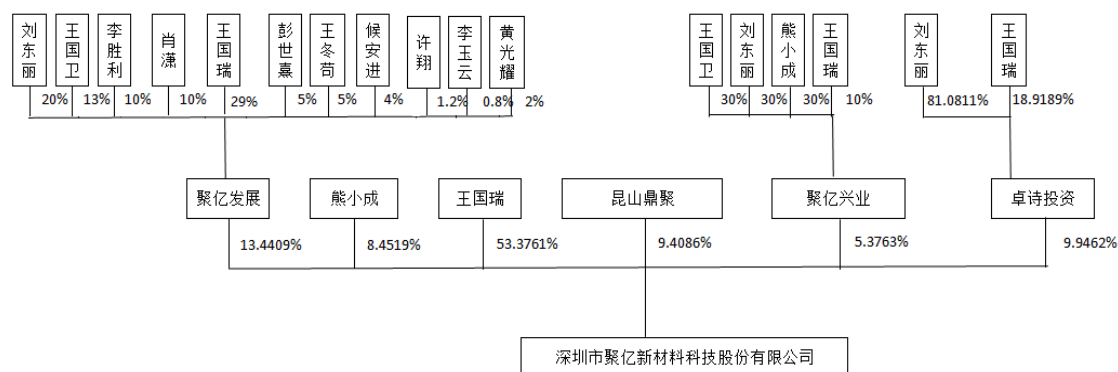 刘东丽
王国卫
李胜利
肖潇
王国瑞
彭世熹
王冬苟
候安进
许翔
李玉云
黄光耀
王国卫
刘东丽
熊小成
王国瑞
刘东丽
王国瑞
20%
13%
10%
10%
29%
5%
5%
4%
1.2%
0.8%
2%
30%
30%
30%
10%
81.0811%
18.9189%
聚亿发展
熊小成
王国瑞
昆山鼎聚
聚亿兴业
卓诗投资
13.4409%
8.4519%
53.3761%
9.4086%
5.3763%
9.9462%
深圳市聚亿新材料科技股份有限公司